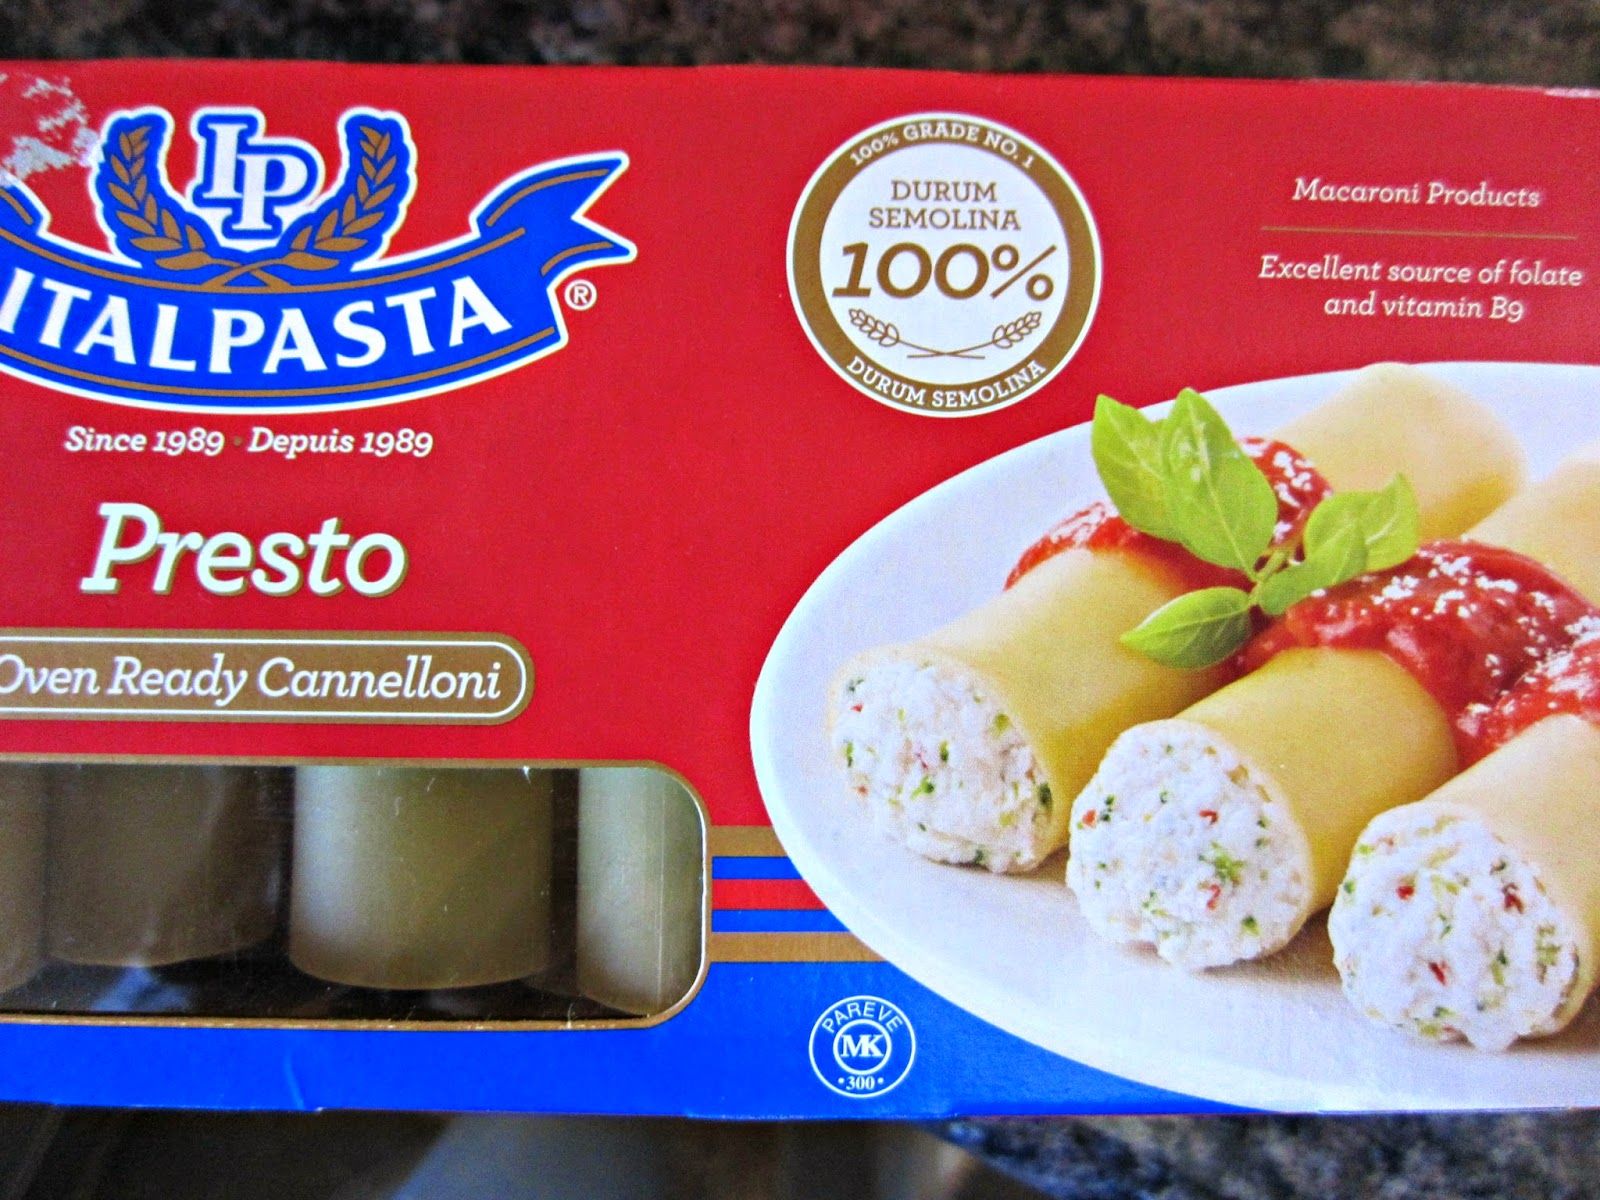 IP
ITALPASTA®
Since 1989 · Depuis 1989
Presto
Oven Ready Cannelloni
100% GRADE NO. 1
DURUM
SEMOLINA
100%
DURUM SEMOLINA
Macaroni Products
Excellent source of folate
and vitamin B9
PAREVE
MK
• 300 •